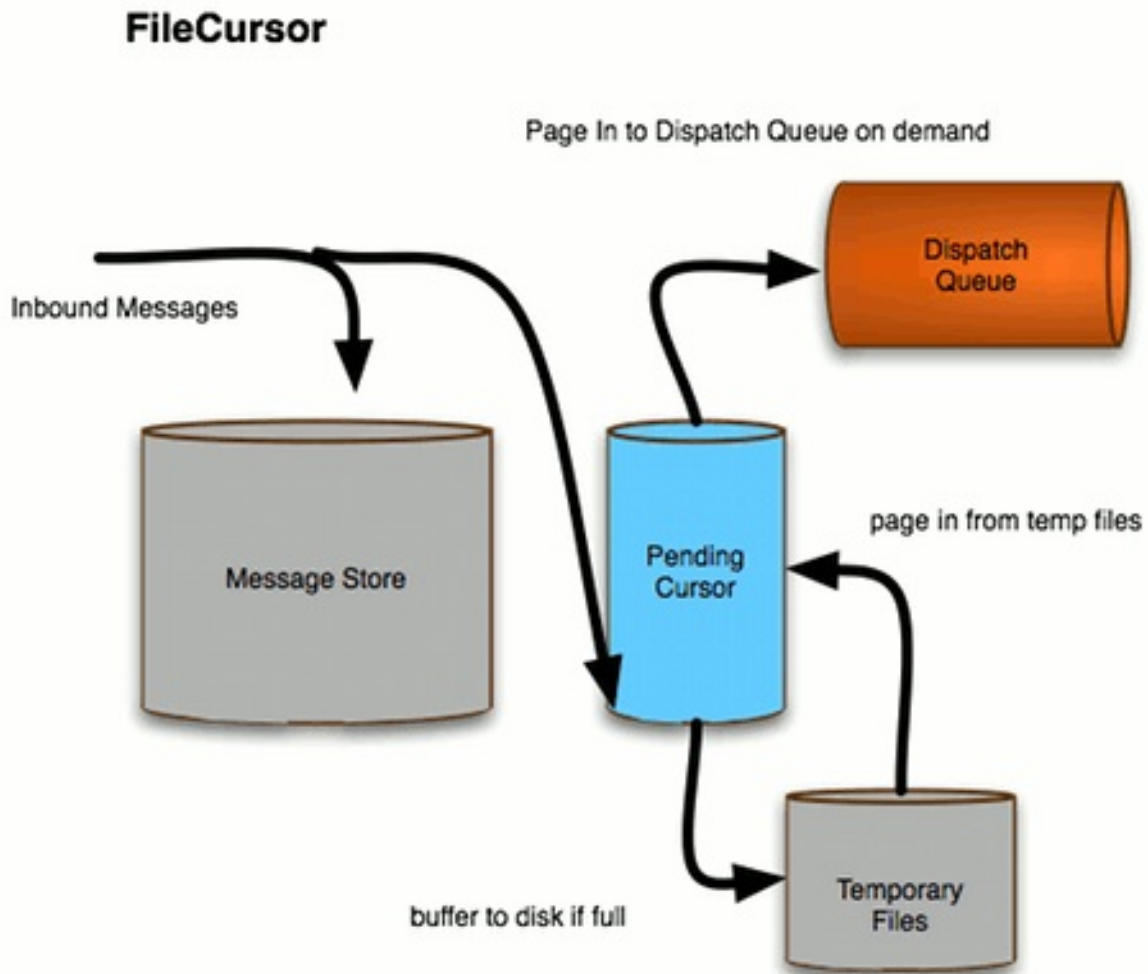 FileCursor
Page In to Dispatch Queue on demand
Dispatch
Queue
Inbound Messages
page in from temp files
Message Store
Pending
Cursor
Temporary
Files
buffer to disk if full